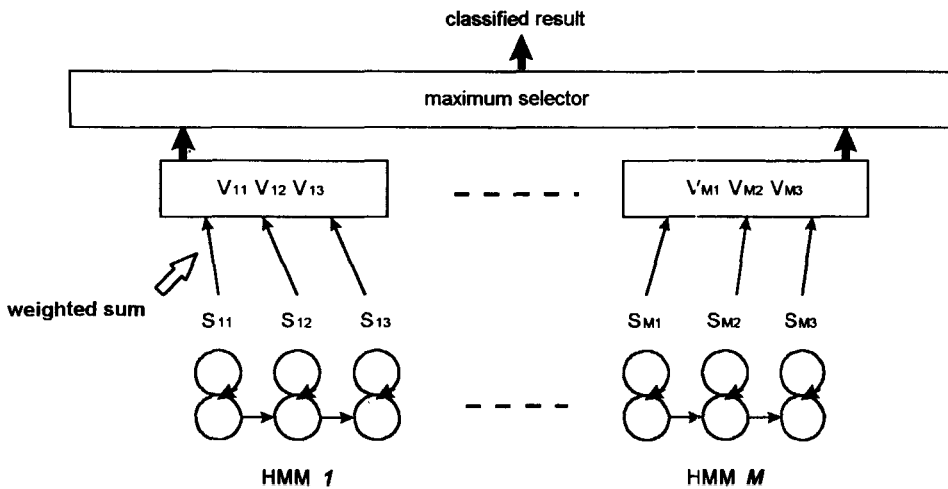 classified result
maximum selector
V11 V12 V13 VM1 VM2 VM3
weighted sum
S11 S12 S13 SM1 SM2 SM3
HMM 1 HMM M